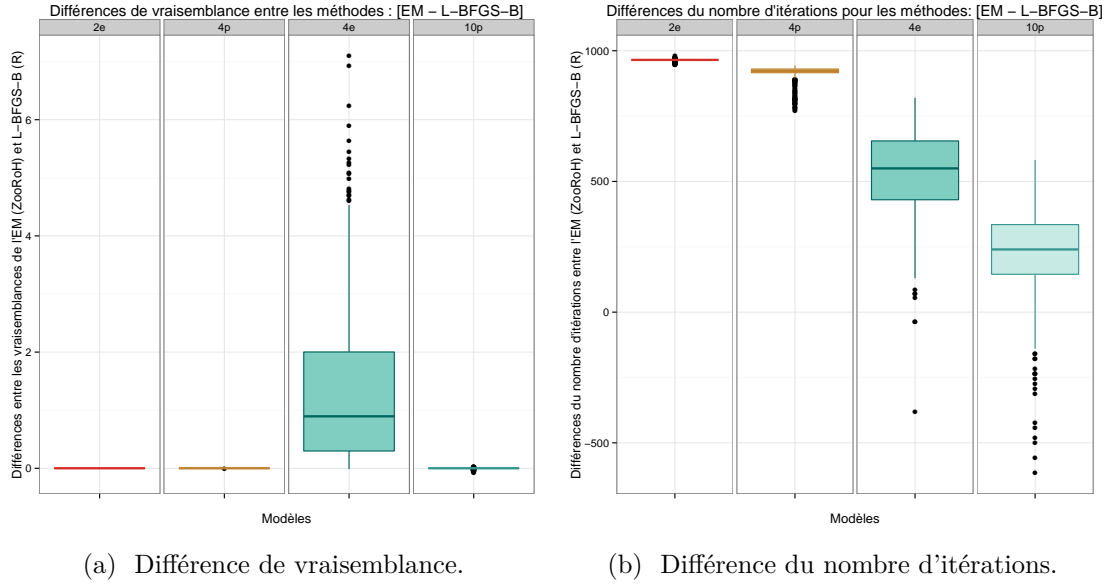 Différences de vraisemblance entre les méthodes : [EM − L−BFGS−B]
2e 4p 4e 10p
Différences entre les vraisemblances de l'EM (ZooRoH) et L−BFGS−B (R)
6
4
2
0
Modèles
(a) Différence de vraisemblance.
Différences du nombre d'itérations pour les méthodes: [EM − L−BFGS−B]
2e 4p 4e 10p
Différences du nombre d'itérations entre l'EM (ZooRoH) et L−BFGS−B (R)
1000
500
0
−500
Modèles
(b) Différence du nombre d'itérations.